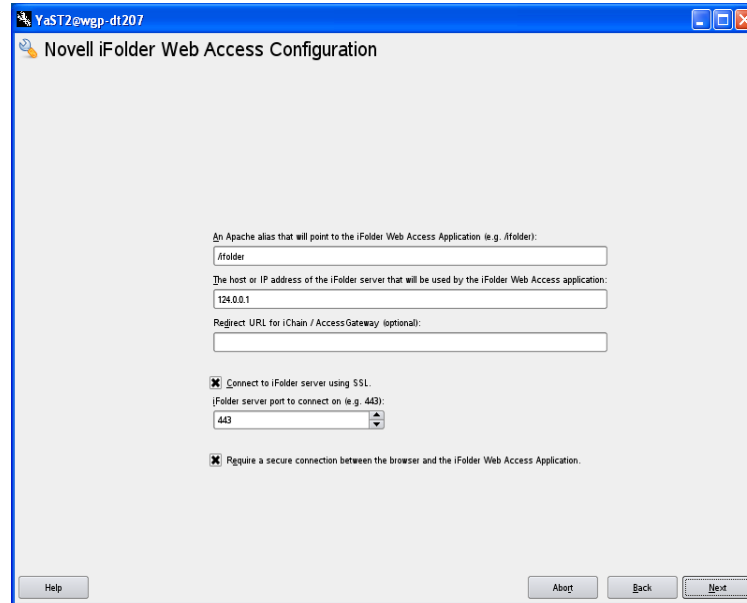 YaST2@wgp-dt207
Novell iFolder Web Access Configuration
An Apache alias that will point to the iFolder Web Access Application (e.g. /ifolder):
/ifolder
The host or IP address of the iFolder server that will be used by the iFolder Web Access application:
124.0.0.1
Redirect URL for iChain / AccessGateway (optional):
Connect to iFolder server using SSL.
iFolder server port to connect on (e.g. 443):
443
Require a secure connection between the browser and the iFolder Web Access Application.
Help Abort Back Next